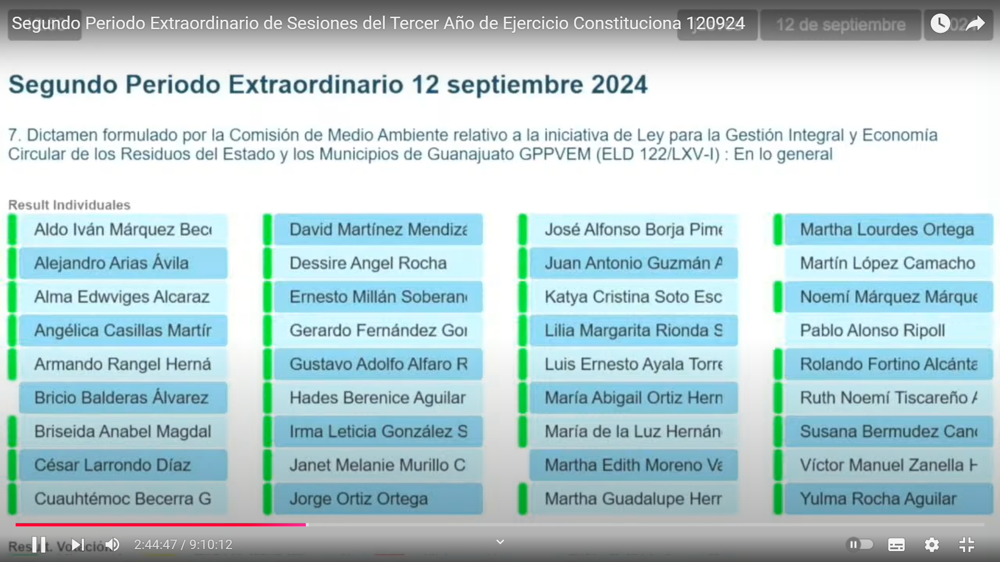 Segundo Periodo Extraordinario de Sesiones del Tercer Año de Ejercicio Constituciona 120924
12 de septiembre
Segundo Periodo Extraordinario 12 septiembre 2024
7. Dictamen formulado por la Comisión de Medio Ambiente relativo a la iniciativa de Ley para la Gestión Integral y Economía
Circular de los Residuos del Estado y los Municipios de Guanajuato GPPVEM (ELD 122/LXV-I) : En lo general
Result Individuales
Aldo Iván Márquez Bec
Alejandro Arias Ávila
Alma Edwviges Alcaraz
Angélica Casillas Martír
Armando Rangel Herná
Bricio Balderas Álvarez
Briseida Anabel Magdal
César Larrondo Díaz
Cuauhtémoc Becerra G
David Martínez Mendiz
Dessire Angel Rocha
Ernesto Millán Soberan
Gerardo Fernández Go
Gustavo Adolfo Alfaro R
Hades Berenice Aguilar
Irma Leticia González S
Janet Melanie Murillo C
Jorge Ortiz Ortega
José Alfonso Borja Pim
Juan Antonio Guzmán A
Katya Cristina Soto Esc
Lilia Margarita Rionda S
Luis Ernesto Ayala Torr
María Abigail Ortiz Hern
María de la Luz Hernán
Martha Edith Moreno Va
Martha Guadalupe Herr
Martha Lourdes Ortega
Martín López Camacho
Noemí Márquez Márque
Pablo Alonso Ripoll
Rolando Fortino Alcánta
Ruth Noemí Tiscareño A
Susana Bermudez Can
Víctor Manuel Zanella H
Yulma Rocha Aguilar
Result. Votación
2:44:47 / 9:10:12